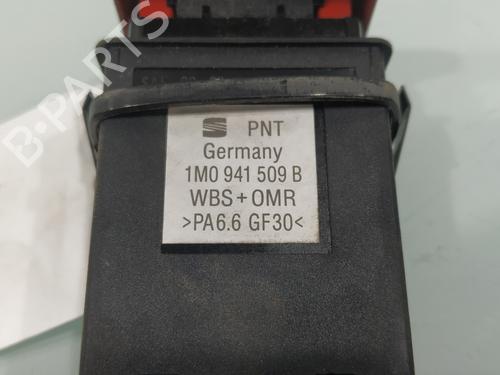 PNT
Germany
1M0 941 509 B
WBS+OMR
>PA6.6 GF30<
B-PARTS